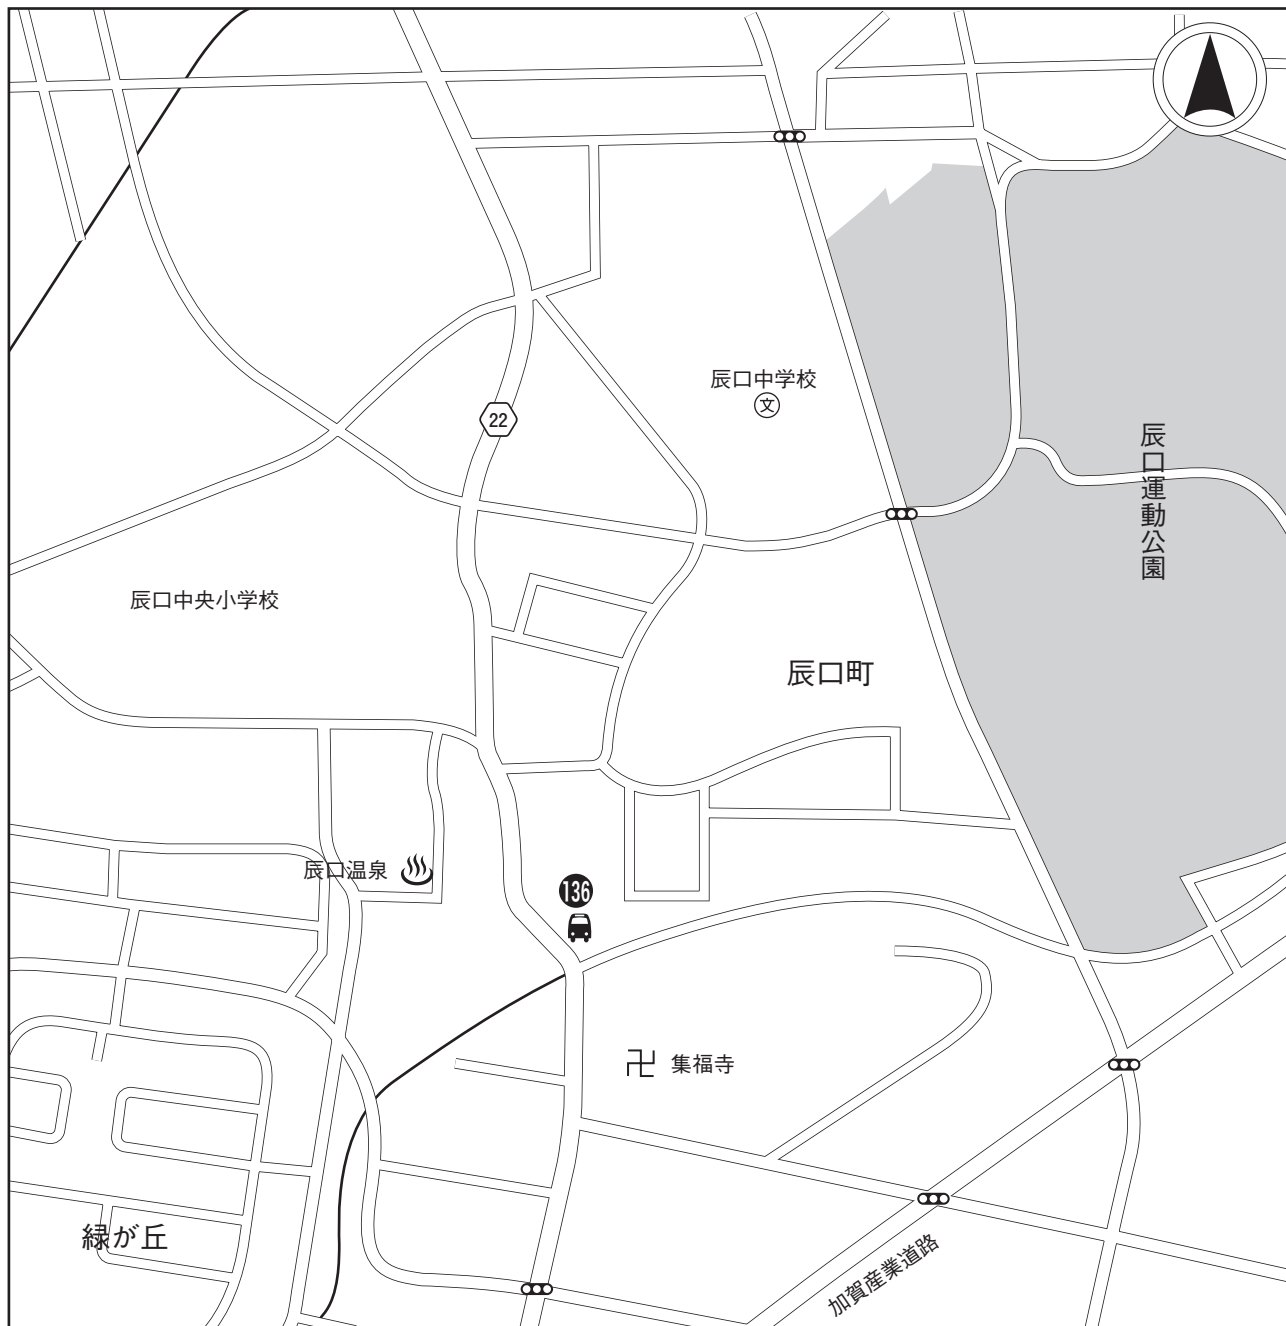 辰口中学校
文
22
辰口運動公園
辰口中央小学校
辰口町
辰口温泉
136
卍 集福寺
緑が丘
加賀産業道路